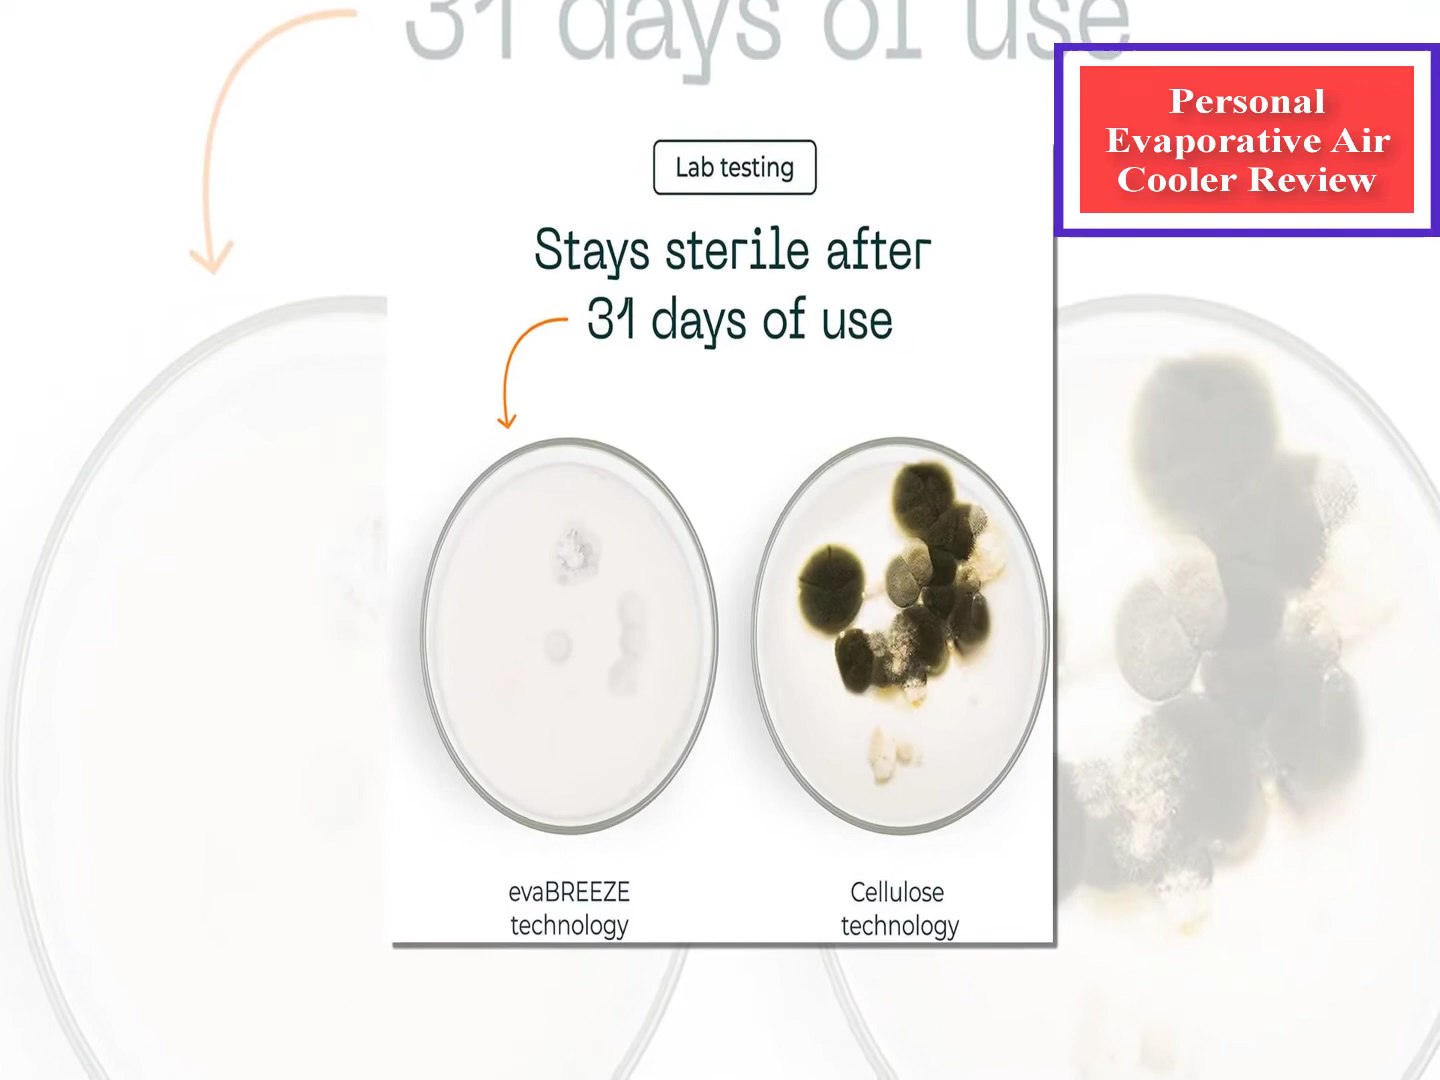 31 days of use
Personal
Evaporative Air
Cooler Review
Lab testing
Stays sterile after
31 days of use
evaBREEZE
technology
Cellulose
technology